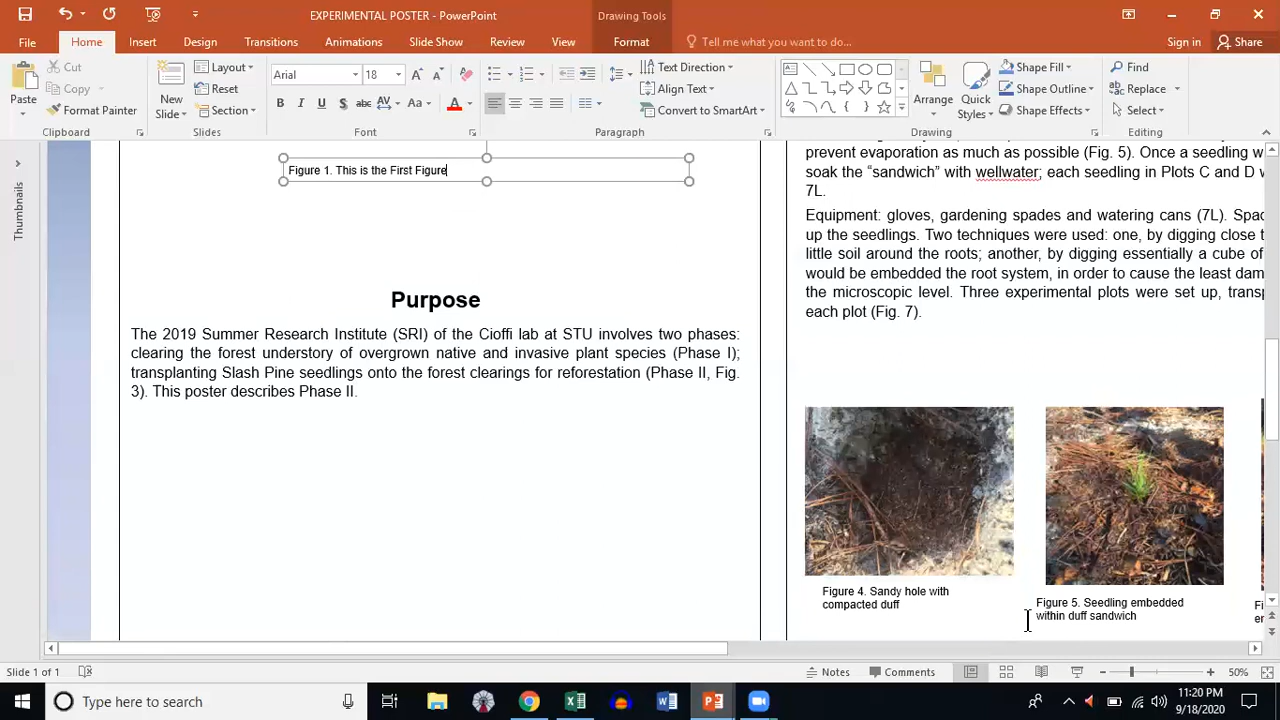 EXPERIMENTAL POSTER - PowerPoint
Drawing Tools
File Home Insert Design Transitions Animations Slide Show Review View Format Tell me what you want to do... Sign in Share
Paste
Cut
Copy
Format Painter
Clipboard
New
Slide
Layout
Reset
Section
Slides
Arial 18
B I U S abc AV Aa A
Font
Text Direction
Align Text
Convert to SmartArt
Paragraph
Arrange
Quick
Styles
Shape Fill
Shape Outline
Shape Effects
Drawing
Find
Replace
Select
Editing
Thumbnails
Figure 1. This is the First Figure
Purpose
The 2019 Summer Research Institute (SRI) of the Cioffi lab at STU involves two phases:
clearing the forest understory of overgrown native and invasive plant species (Phase I);
transplanting Slash Pine seedlings onto the forest clearings for reforestation (Phase II, Fig.
3). This poster describes Phase II.
prevent evaporation as much as possible (Fig. 5). Once a seedling w
soak the “sandwich” with wellwater; each seedling in Plots C and D w
7L.
Equipment: gloves, gardening spades and watering cans (7L). Spac
up the seedlings. Two techniques were used: one, by digging close t
little soil around the roots; another, by digging essentially a cube of
would be embedded the root system, in order to cause the least dam
the microscopic level. Three experimental plots were set up, transp
each plot (Fig. 7).
Figure 4. Sandy hole with
compacted duff
Figure 5. Seedling embedded
within duff sandwich
Fi
en
Slide 1 of 1
Notes
Comments
50%
Type here to search
11:20 PM
9/18/2020